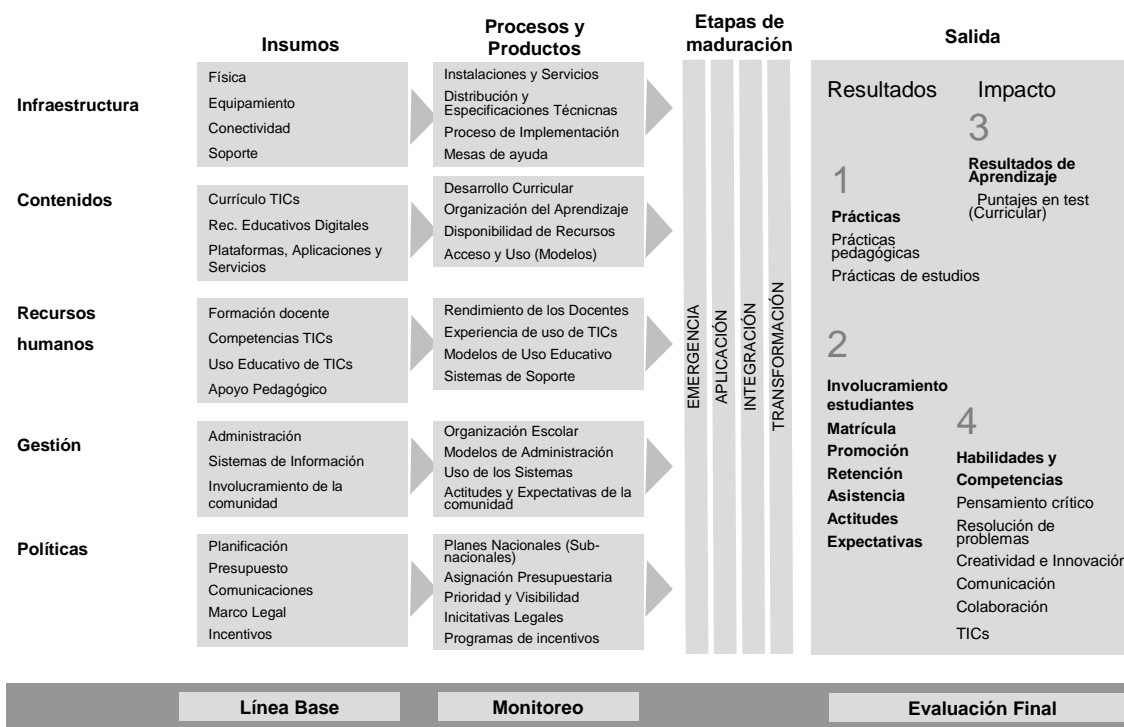 Insumos
Procesos y
Productos
Etapas de
maduración
Salida
Infraestructura
Física
Equipamiento
Conectividad
Soporte
Instalaciones y Servicios
Distribución y
Especificaciones Técnicnas
Proceso de Implementación
Mesas de ayuda
Contenidos
Currículo TICs
Rec. Educativos Digitales
Plataformas, Aplicaciones y
Servicios
Desarrollo Curricular
Organización del Aprendizaje
Disponibilidad de Recursos
Acceso y Uso (Modelos)
Recursos
humanos
Formación docente
Competencias TICs
Uso Educativo de TICs
Apoyo Pedagógico
Rendimiento de los Docentes
Experiencia de uso de TICs
Modelos de Uso Educativo
Sistemas de Soporte
Gestión
Administración
Sistemas de Información
Involucramiento de la
comunidad
Organización Escolar
Modelos de Administración
Uso de los Sistemas
Actitudes y Expectativas de la
comunidad
Políticas
Planificación
Presupuesto
Comunicaciones
Marco Legal
Incentivos
Planes Nacionales (Sub-
nacionales)
Asignación Presupuestaria
Prioridad y Visibilidad
Inicitativas Legales
Programas de incentivos
EMERGENCIA
APLICACIÓN
INTEGRACIÓN
TRANSFORMACIÓN
Resultados
Impacto
1
Prácticas
Prácticas
pedagógicas
Prácticas de estudios
2
Involucramiento
estudiantes
Matrícula
Promoción
Retención
Asistencia
Actitudes
Expectativas
3
Resultados de
Aprendizaje
Puntajes en test
(Curricular)
4
Habilidades y
Competencias
Pensamiento crítico
Resolución de
problemas
Creatividad e Innovación
Comunicación
Colaboración
TICs
Línea Base
Monitoreo
Evaluación Final